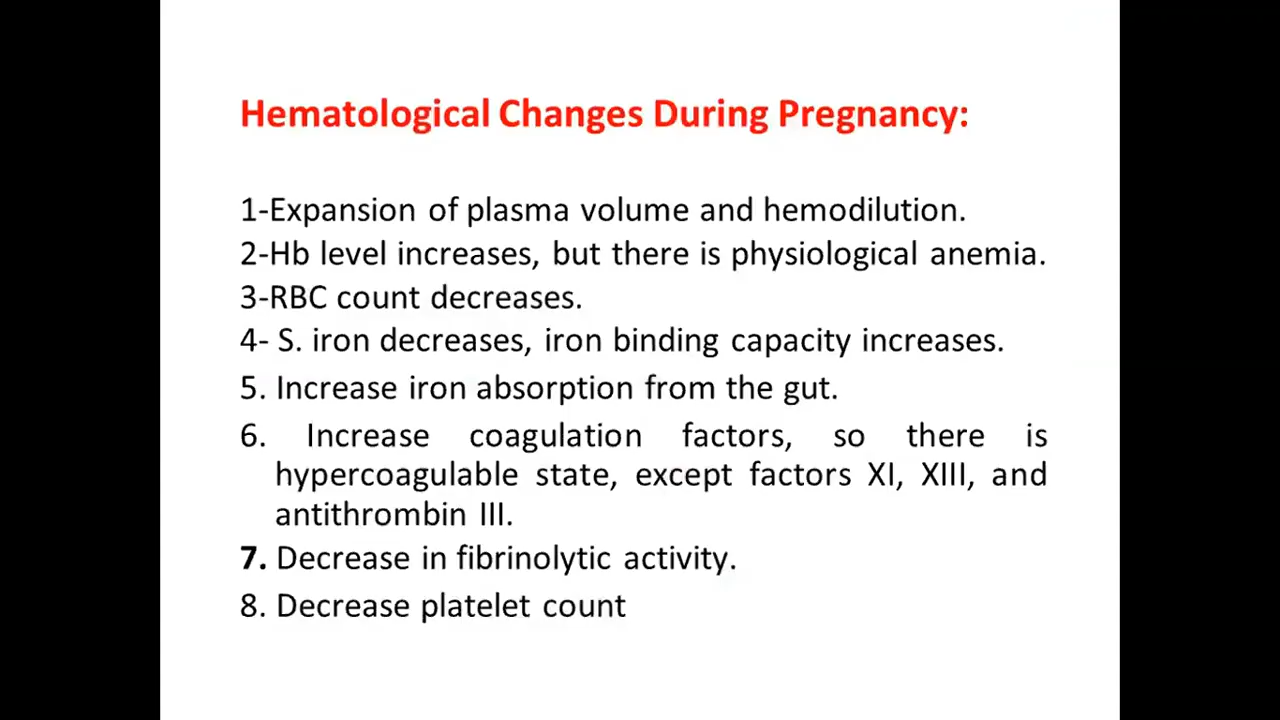 Hematological Changes During Pregnancy:
1-Expansion of plasma volume and hemodilution.
2-Hb level increases, but there is physiological anemia.
3-RBC count decreases.
4- S. iron decreases, iron binding capacity increases.
5. Increase iron absorption from the gut.
6. Increase coagulation factors, so there is
hypercoagulable state, except factors XI, XIII, and
antithrombin III.
7. Decrease in fibrinolytic activity.
8. Decrease platelet count